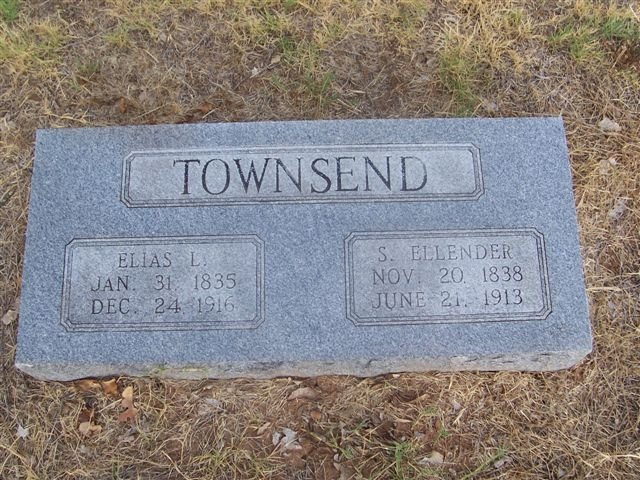 TOWNSEND
ELIAS L.
JAN. 31, 1835
DEC. 24, 1916
S. ELLENDER
NOV. 20, 1838
JUNE 21, 1913